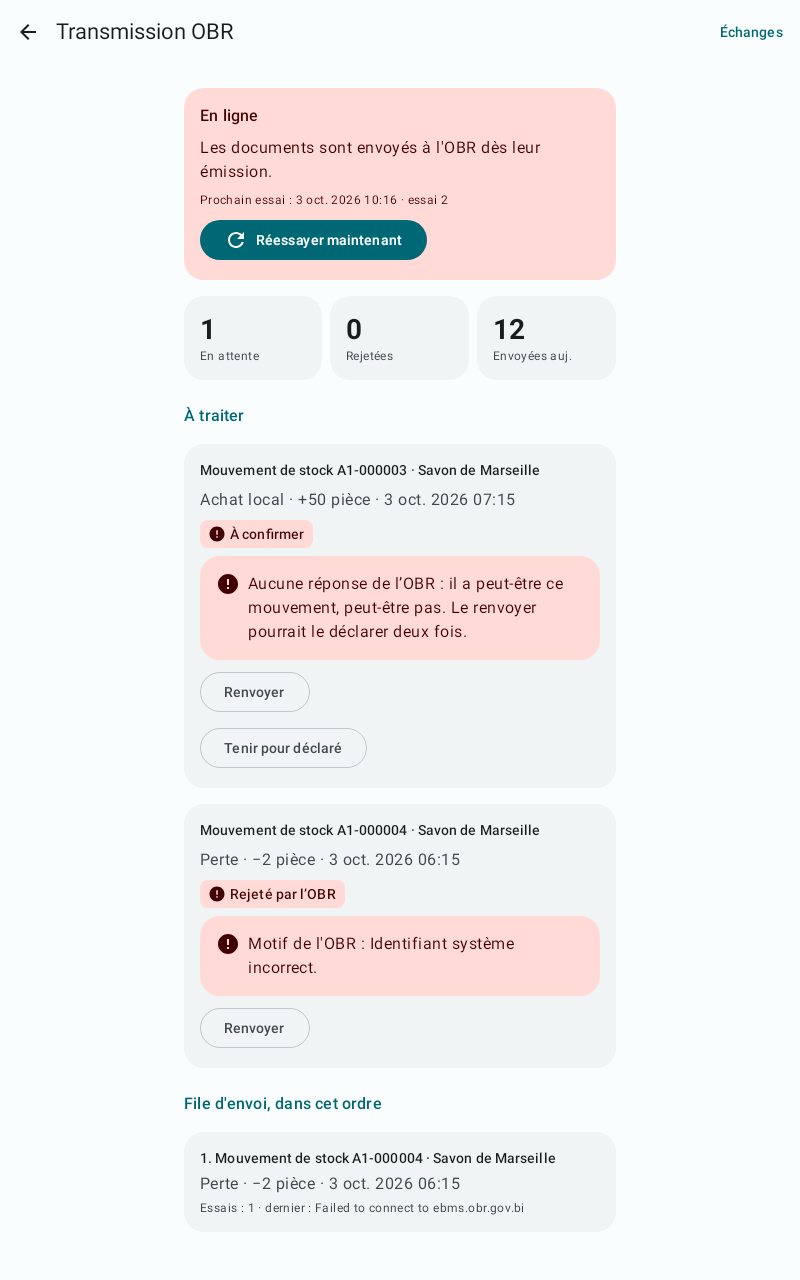 Transmission OBR
Échanges
En ligne
Les documents sont envoyés à l'OBR dès leur
émission.
Prochain essai : 3 oct. 2026 10:16 · essai 2
Réessayer maintenant
1
En attente
0
Rejetées
12
Envoyées auj.
À traiter
Mouvement de stock A1-000003 · Savon de Marseille
Achat local · +50 pièce · 3 oct. 2026 07:15
À confirmer
Aucune réponse de l’OBR : il a peut-être ce
mouvement, peut-être pas. Le renvoyer
pourrait le déclarer deux fois.
Renvoyer
Tenir pour déclaré
Mouvement de stock A1-000004 · Savon de Marseille
Perte · −2 pièce · 3 oct. 2026 06:15
Rejeté par l’OBR
Motif de l'OBR : Identifiant système
incorrect.
Renvoyer
File d'envoi, dans cet ordre
1. Mouvement de stock A1-000004 · Savon de Marseille
Perte · −2 pièce · 3 oct. 2026 06:15
Essais : 1 · dernier : Failed to connect to ebms.obr.gov.bi